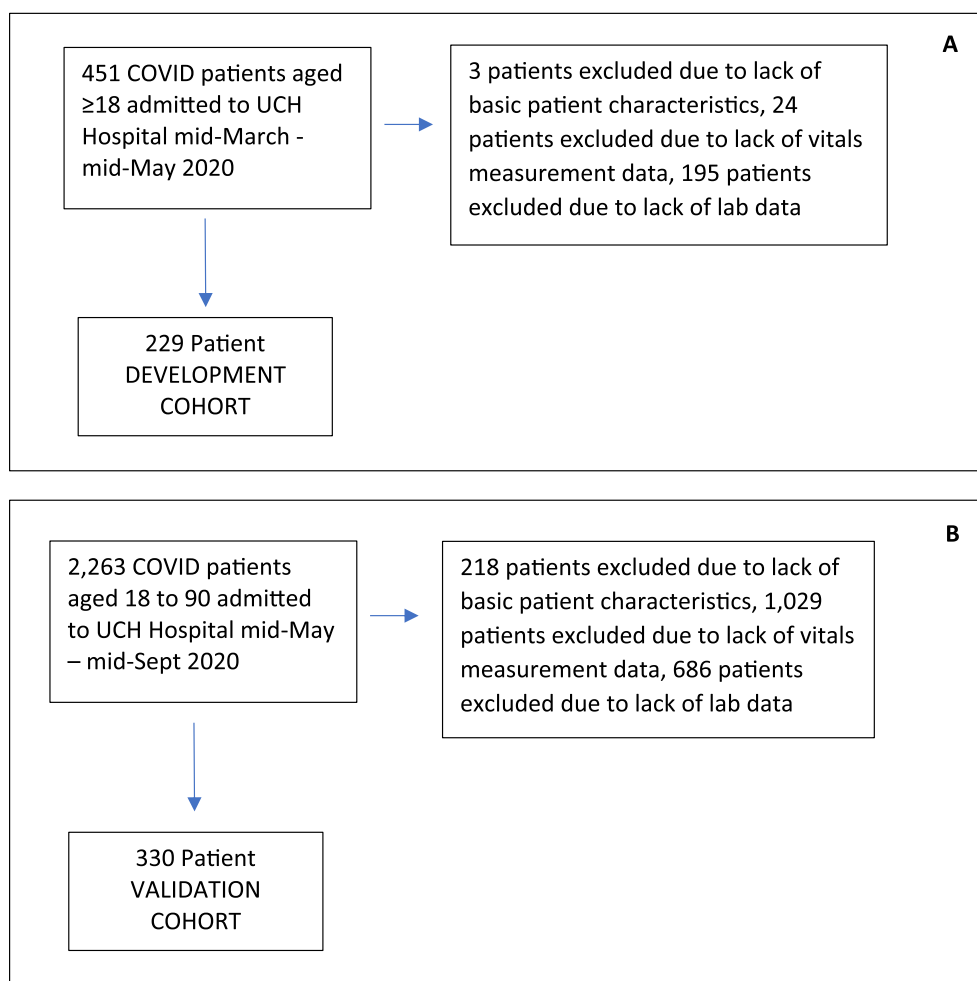 A
451 COVID patients aged
≥18 admitted to UCH
Hospital mid-March -
mid-May 2020
3 patients excluded due to lack of
basic patient characteristics, 24
patients excluded due to lack of vitals
measurement data, 195 patients
excluded due to lack of lab data
229 Patient
DEVELOPMENT
COHORT
B
2,263 COVID patients
aged 18 to 90 admitted
to UCH Hospital mid-May
– mid-Sept 2020
218 patients excluded due to lack of
basic patient characteristics, 1,029
patients excluded due to lack of vitals
measurement data, 686 patients
excluded due to lack of lab data
330 Patient
VALIDATION
COHORT